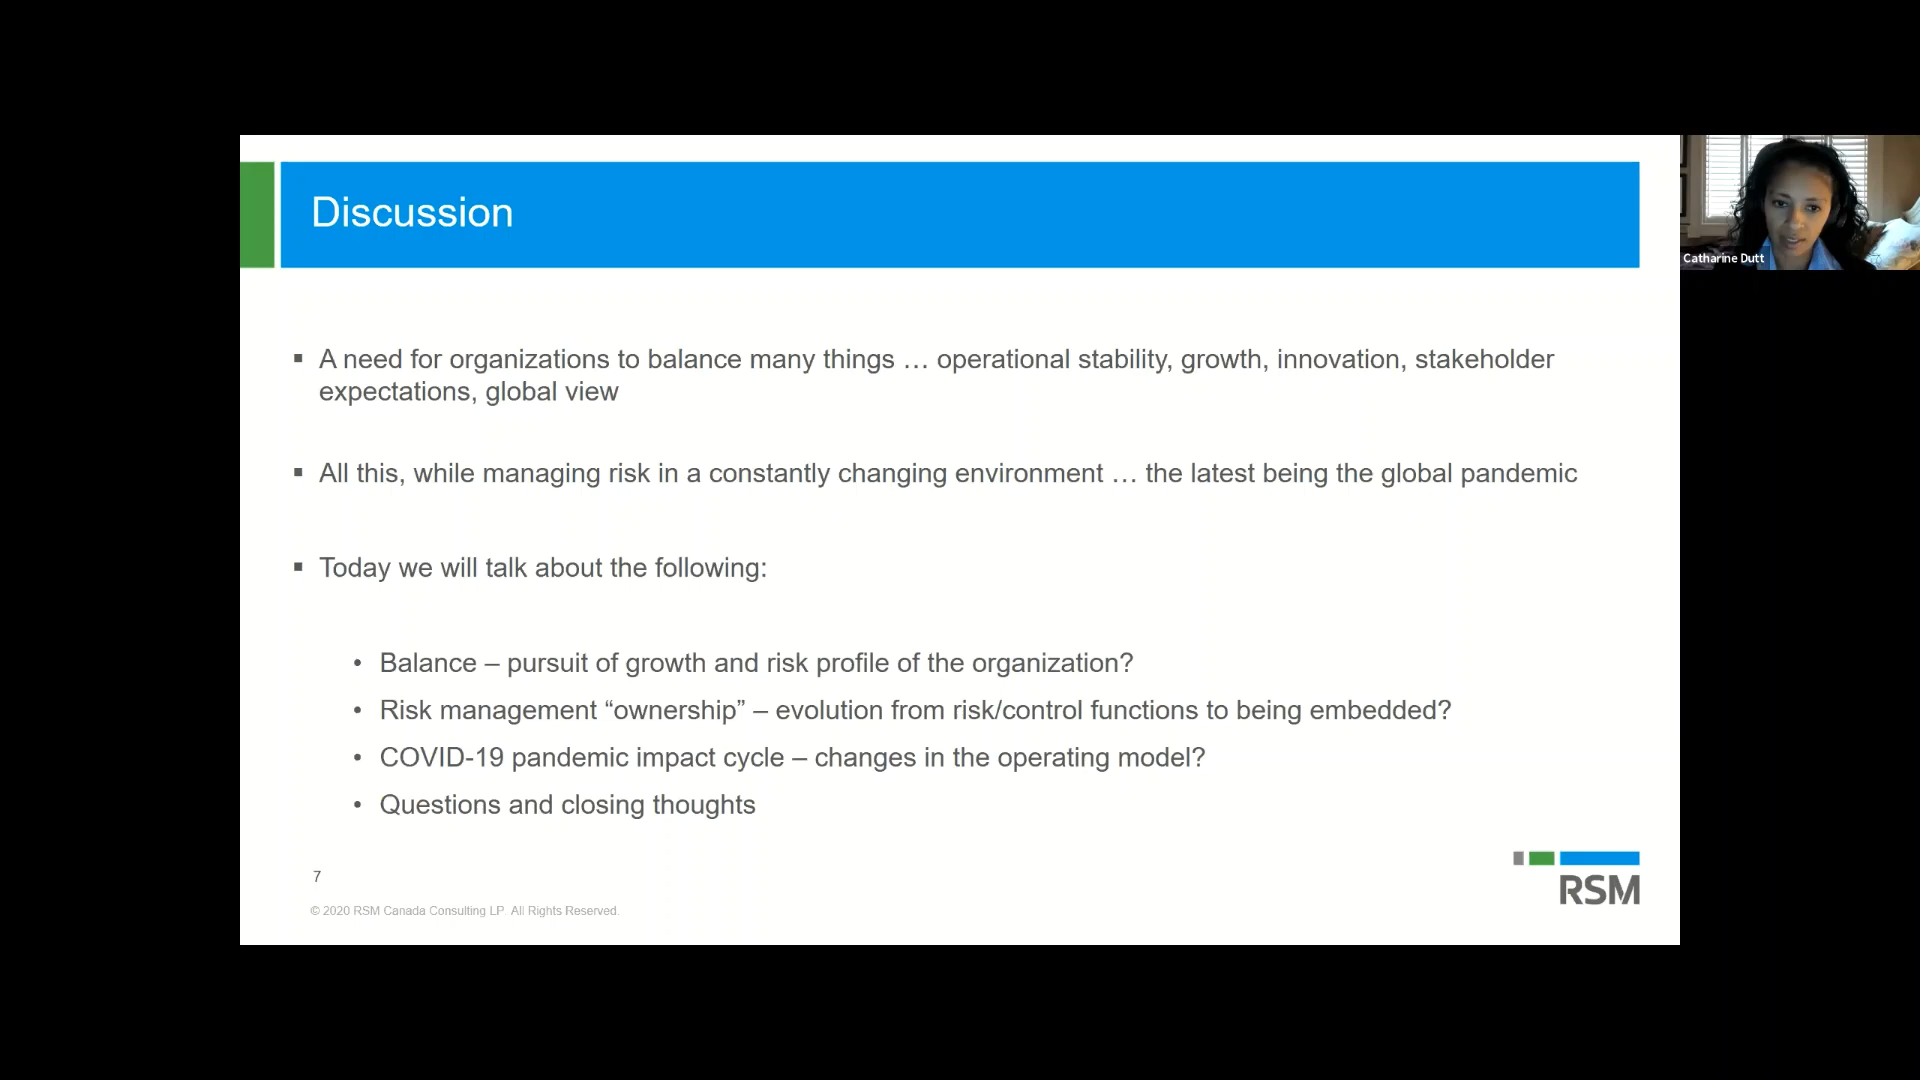 Discussion
Catharine Dutt
▪ A need for organizations to balance many things … operational stability, growth, innovation, stakeholder
expectations, global view
▪ All this, while managing risk in a constantly changing environment … the latest being the global pandemic
▪ Today we will talk about the following:
• Balance – pursuit of growth and risk profile of the organization?
• Risk management “ownership” – evolution from risk/control functions to being embedded?
• COVID-19 pandemic impact cycle – changes in the operating model?
• Questions and closing thoughts
7
© 2020 RSM Canada Consulting LP. All Rights Reserved.
RSM